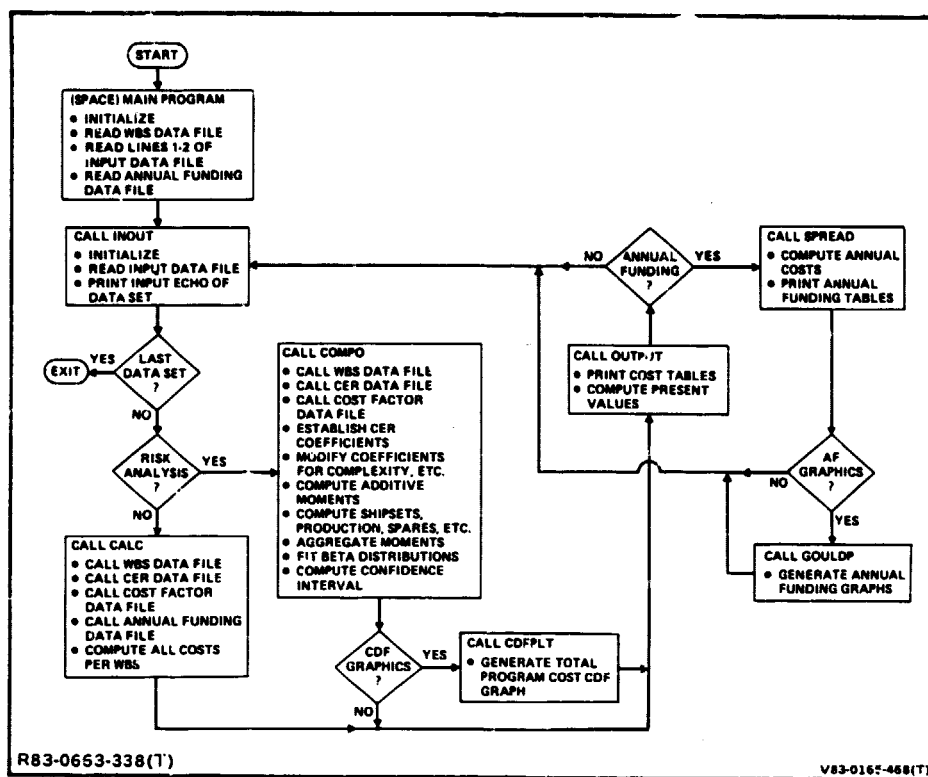 START
(SPACE) MAIN PROGRAM
● INITIALIZE
● READ WBS DATA FILE
● READ LINES 1-2 OF
INPUT DATA FILE
● READ ANNUAL FUNDING
DATA FILE
CALL INOUT
● INITIALIZE
● READ INPUT DATA FILE
● PRINT INPUT ECHO OF
DATA SET
LAST
DATA SET
?
YES
EXIT
NO
RISK
ANALYSIS
?
YES
NO
CALL CALC
● CALL WBS DATA FILE
● CALL CER DATA FILE
● CALL COST FACTOR
DATA FILE
● CALL ANNUAL FUNDING
DATA FILE
● COMPUTE ALL COSTS
PER WBS
CALL COMPO
● CALL WBS DATA FILE
● CALL CER DATA FILE
● CALL COST FACTOR
DATA FILE
● ESTABLISH CER
COEFFICIENTS
● MODIFY COEFFICIENTS
FOR COMPLEXITY, ETC.
● COMPUTE ADDITIVE
MOMENTS
● COMPUTE SHIPSETS,
PRODUCTION, SPARES, ETC.
● AGGREGATE MOMENTS
● FIT BETA DISTRIBUTIONS
● COMPUTE CONFIDENCE
INTERVAL
CDF
GRAPHICS
?
YES
NO
CALL CDFPLT
● GENERATE TOTAL
PROGRAM COST CDF
GRAPH
CALL OUTPUT
● PRINT COST TABLES
● COMPUTE PRESENT
VALUES
ANNUAL
FUNDING
?
NO
YES
CALL SPREAD
● COMPUTE ANNUAL
COSTS
● PRINT ANNUAL
FUNDING TABLES
AF
GRAPHICS
?
NO
YES
CALL GOULDP
● GENERATE ANNUAL
FUNDING GRAPHS
R83-0653-338(T)
V83-0165-468(T)